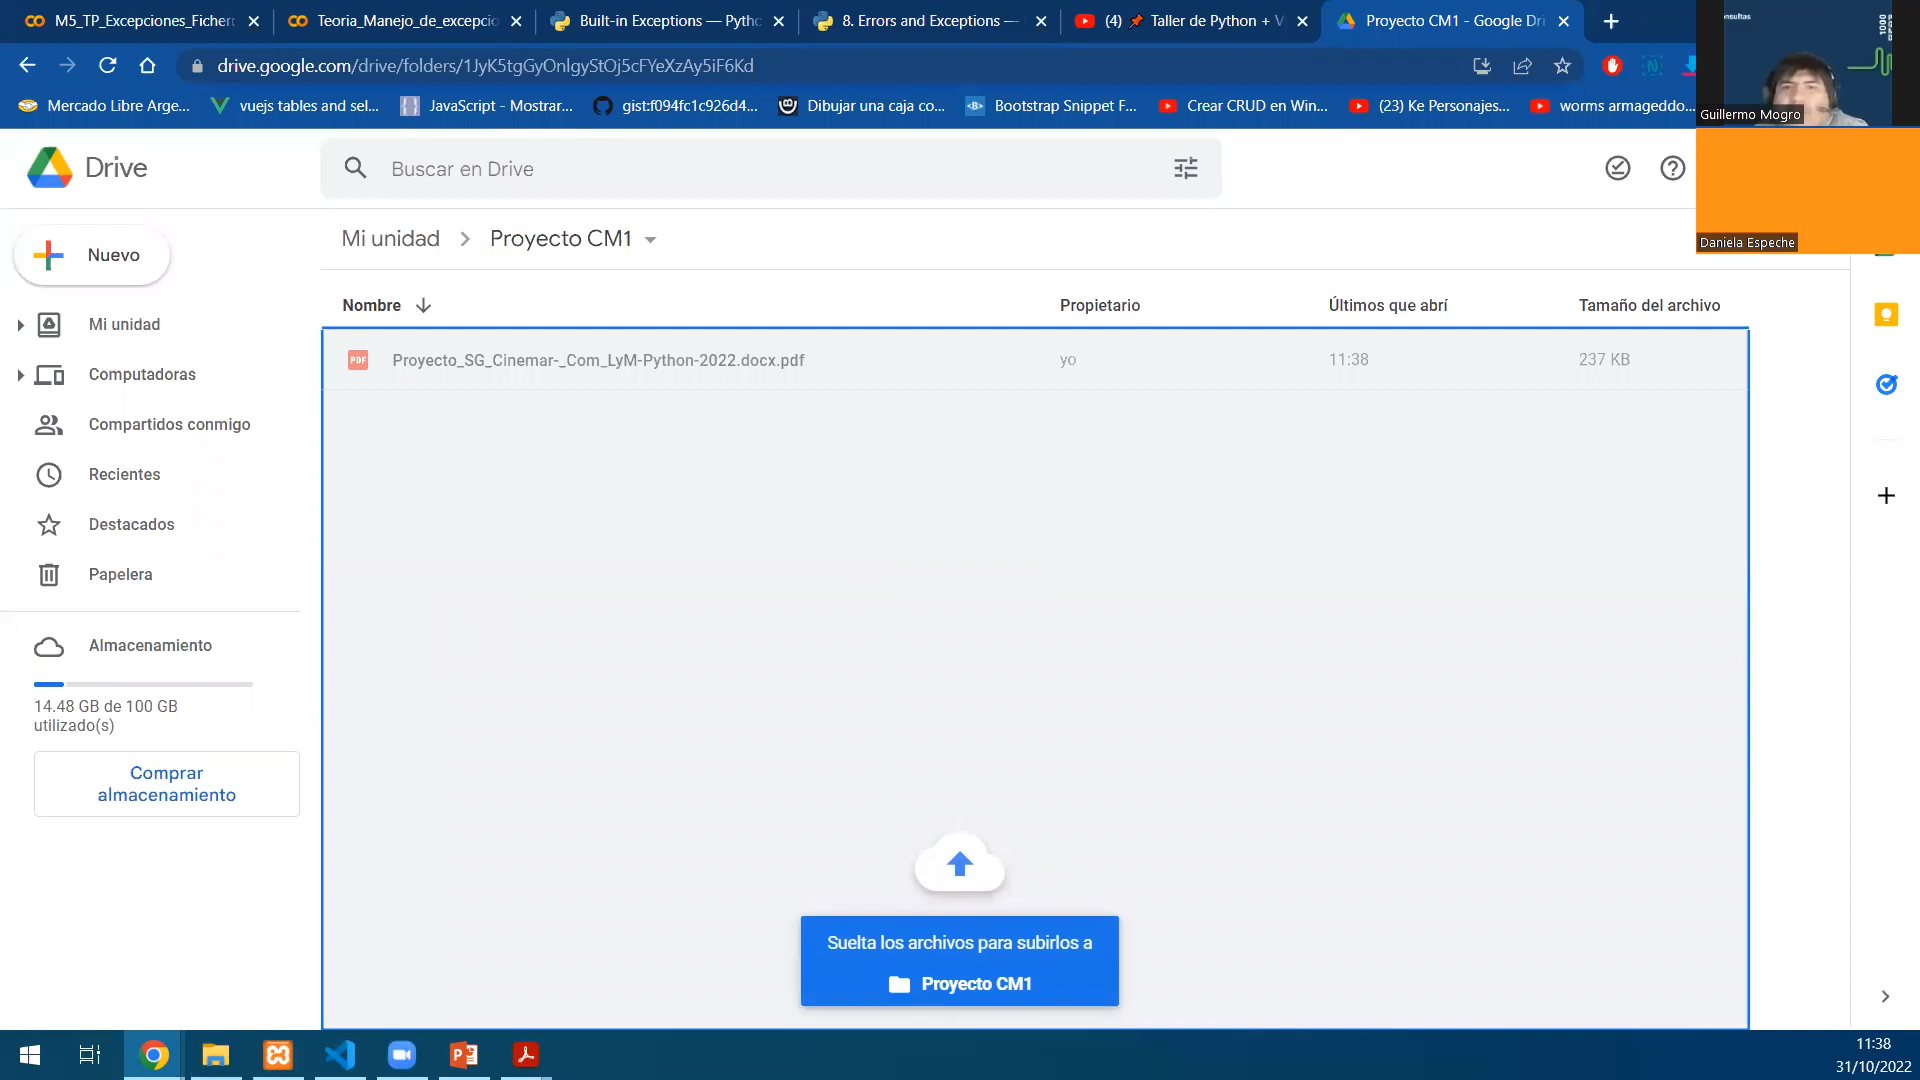 M5_TP_Excepciones_Fichero
Teoria_Manejo_de_excepcio
Built-in Exceptions — Pytho
8. Errors and Exceptions —
(4) 📌 Taller de Python + V
Proyecto CM1 - Google Dri
drive.google.com/drive/folders/1JyK5tgGyOnIgyStOj5cFYeXzAy5iF6Kd
Mercado Libre Arge...
vuejs tables and sel...
JavaScript - Mostrar...
gist:f094fc1c926d4...
Dibujar una caja co...
Bootstrap Snippet F...
Crear CRUD en Win...
(23) Ke Personajes...
worms armageddo...
nsultas
1000
Guillermo Mogro
Daniela Espeche
Drive
Buscar en Drive
Nuevo
Mi unidad
Proyecto CM1
Mi unidad
Computadoras
Compartidos conmigo
Recientes
Destacados
Papelera
Almacenamiento
14.48 GB de 100 GB
utilizado(s)
Comprar
almacenamiento
Nombre
Propietario
Últimos que abrí
Tamaño del archivo
PDF
Proyecto_SG_Cinemar-_Com_LyM-Python-2022.docx.pdf
yo
11:38
237 KB
Suelta los archivos para subirlos a
Proyecto CM1
11:38
31/10/2022